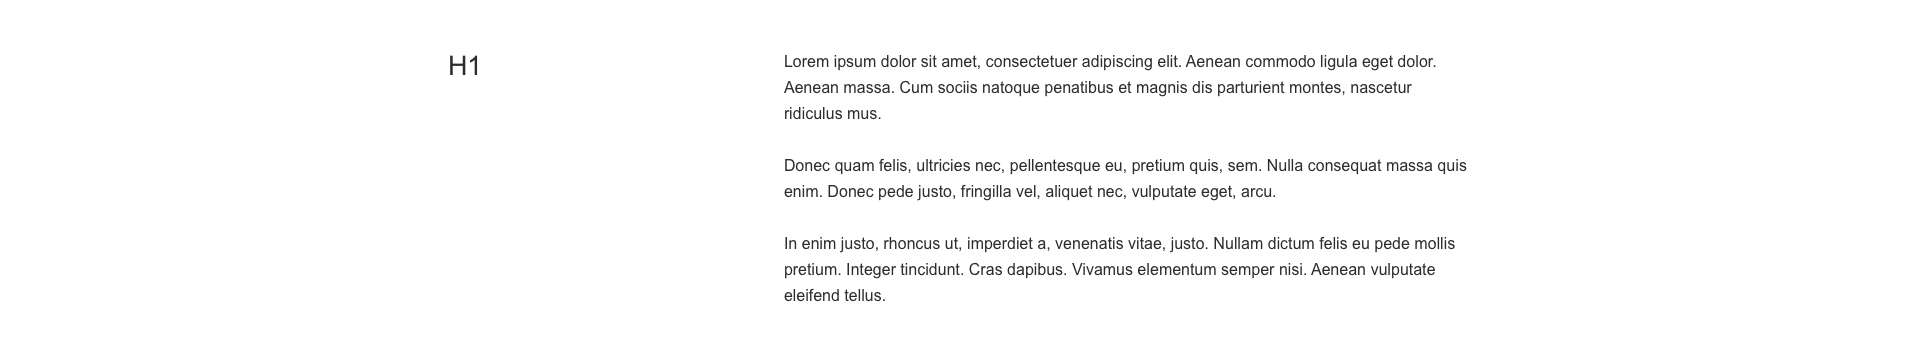 H1
Lorem ipsum dolor sit amet, consectetuer adipiscing elit. Aenean commodo ligula eget dolor.
Aenean massa. Cum sociis natoque penatibus et magnis dis parturient montes, nascetur
ridiculus mus.
Donec quam felis, ultricies nec, pellentesque eu, pretium quis, sem. Nulla consequat massa quis
enim. Donec pede justo, fringilla vel, aliquet nec, vulputate eget, arcu.
In enim justo, rhoncus ut, imperdiet a, venenatis vitae, justo. Nullam dictum felis eu pede mollis
pretium. Integer tincidunt. Cras dapibus. Vivamus elementum semper nisi. Aenean vulputate
eleifend tellus.